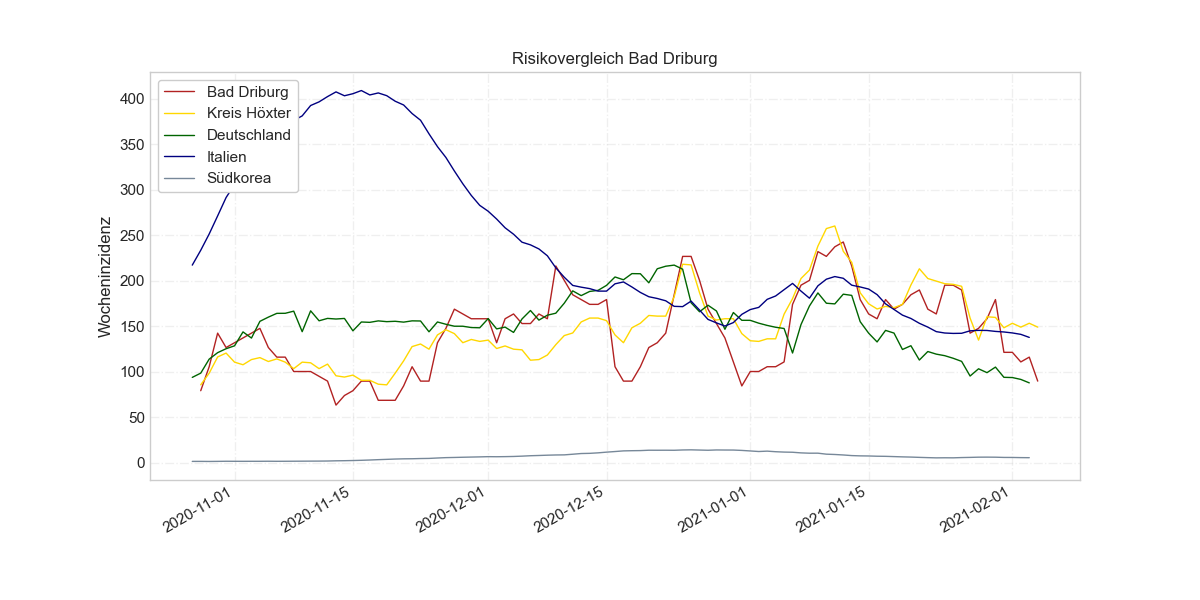 Risikovergleich Bad Driburg
Bad Driburg
Kreis Höxter
Deutschland
Italien
Südkorea
Wocheninzidenz
400
350
300
250
200
150
100
50
0
2020-11-01
2020-11-15
2020-12-01
2020-12-15
2021-01-01
2021-01-15
2021-02-01